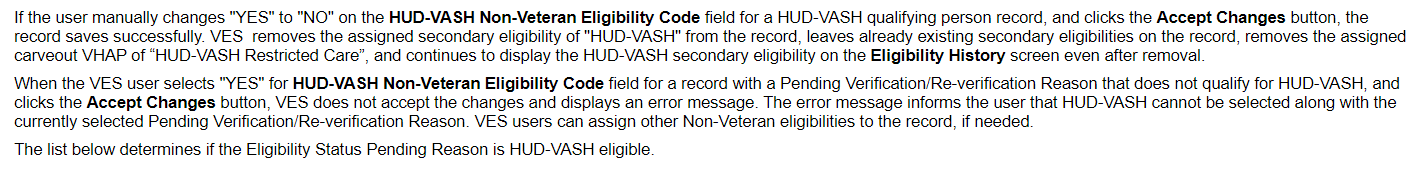 If the user manually changes "YES" to "NO" on the HUD-VASH Non-Veteran Eligibility Code field for a HUD-VASH qualifying person record, and clicks the Accept Changes button, the
record saves successfully. VES removes the assigned secondary eligibility of "HUD-VASH" from the record, leaves already existing secondary eligibilities on the record, removes the assigned
carveout VHAP of “HUD-VASH Restricted Care”, and continues to display the HUD-VASH secondary eligibility on the Eligibility History screen even after removal.
When the VES user selects "YES" for HUD-VASH Non-Veteran Eligibility Code field for a record with a Pending Verification/Re-verification Reason that does not qualify for HUD-VASH, and
clicks the Accept Changes button, VES does not accept the changes and displays an error message. The error message informs the user that HUD-VASH cannot be selected along with the
currently selected Pending Verification/Re-verification Reason. VES users can assign other Non-Veteran eligibilities to the record, if needed.
The list below determines if the Eligibility Status Pending Reason is HUD-VASH eligible.